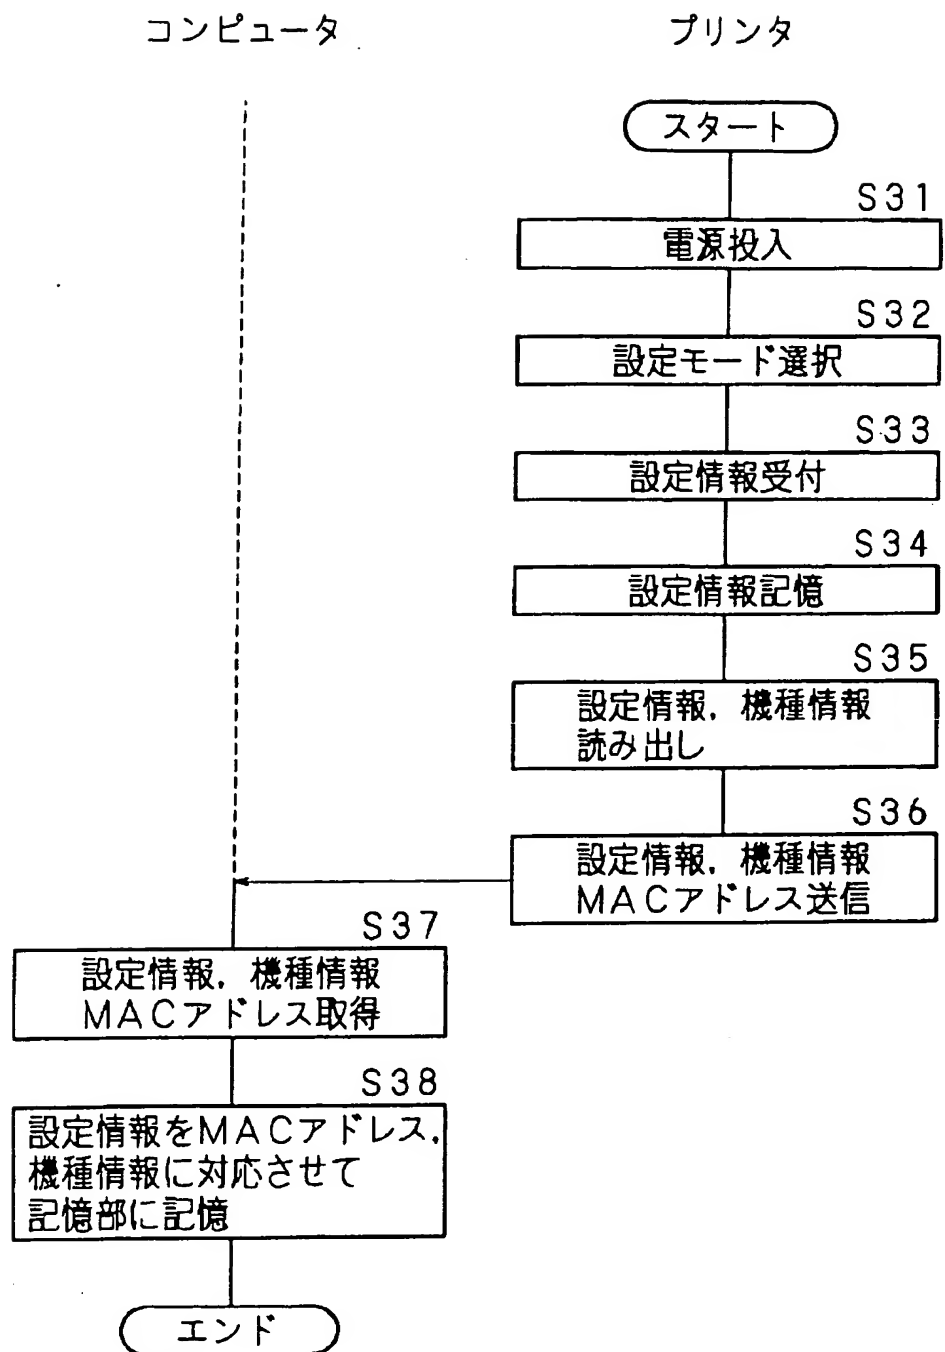 コンピュータ
プリンタ
スタート
S31
電源投入
S32
設定モード選択
S33
設定情報受付
S34
設定情報記憶
S35
設定情報，機種情報
読み出し
S36
設定情報，機種情報
MACアドレス送信
S37
設定情報，機種情報
MACアドレス取得
S38
設定情報をMACアドレス，
機種情報に対応させて
記憶部に記憶
エンド